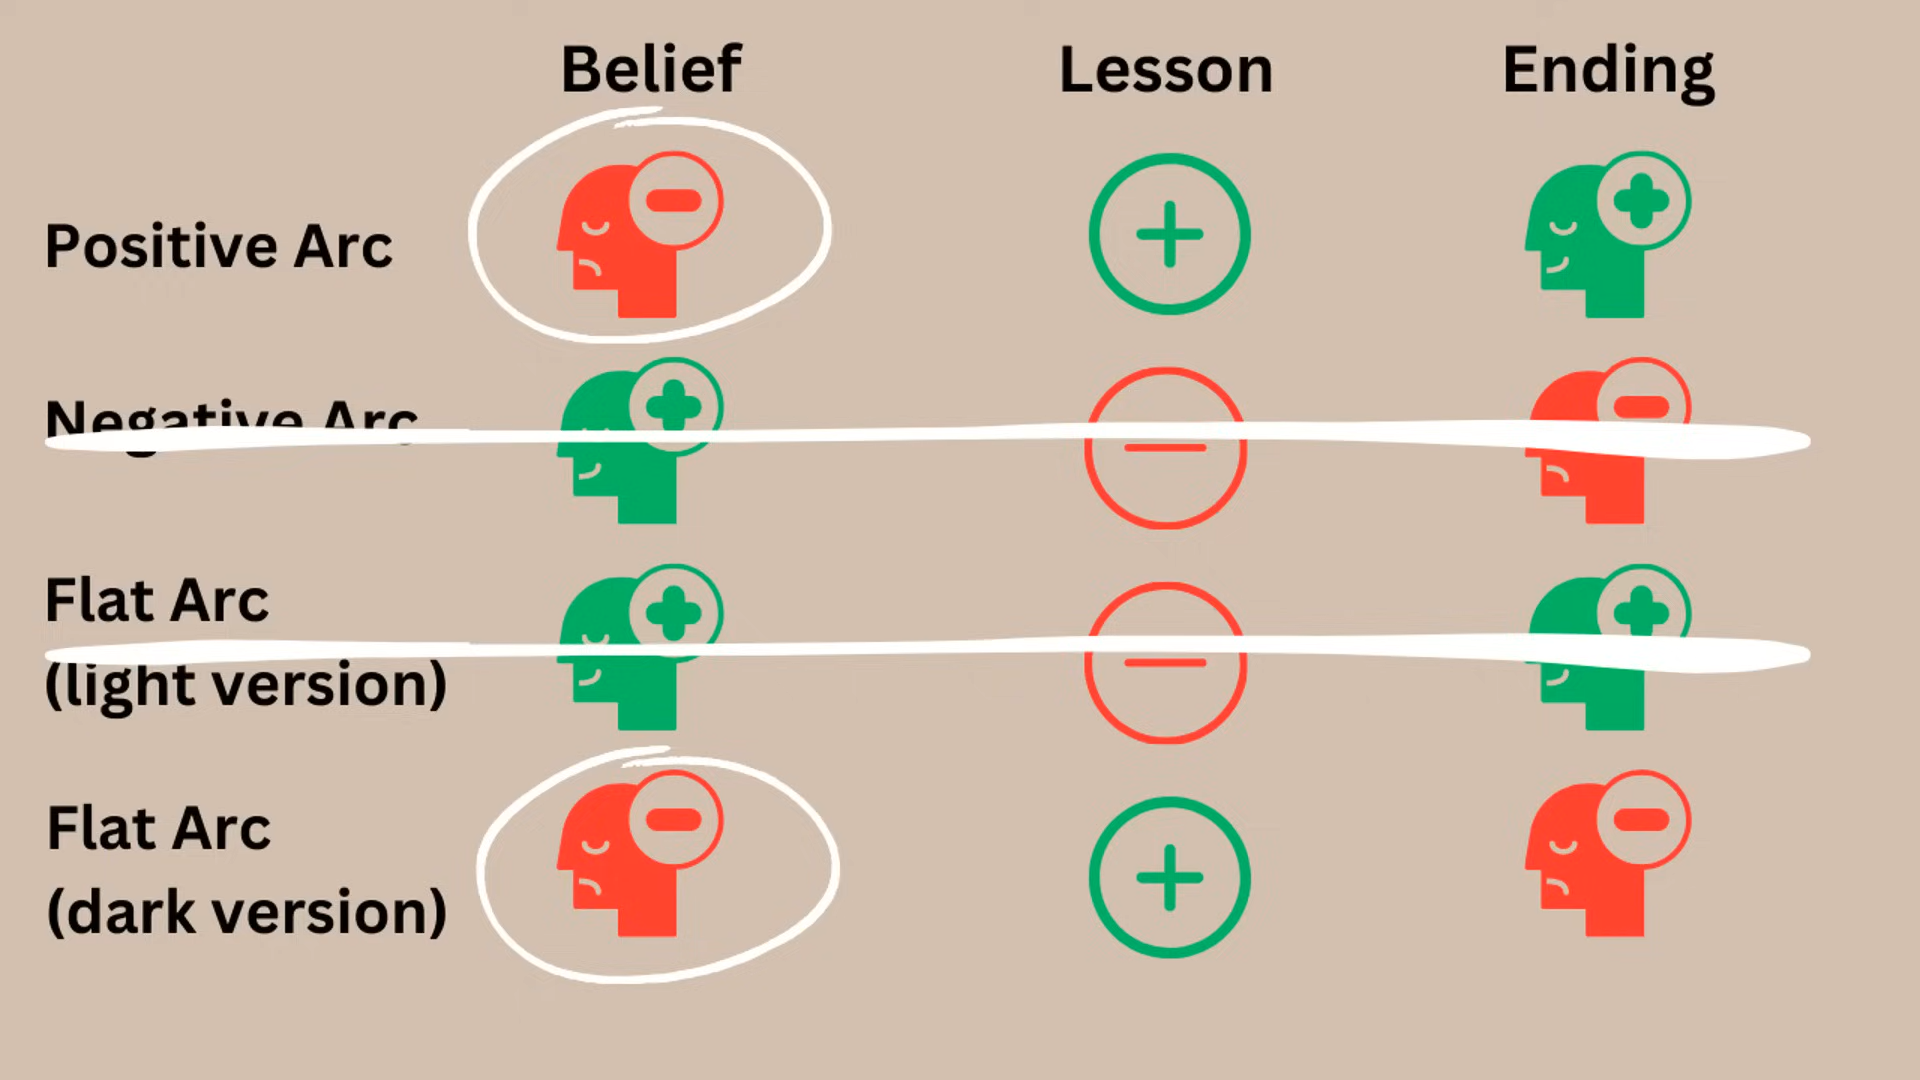 Belief Lesson Ending
Positive Arc
Negative Arc
Flat Arc
(light version)
Flat Arc
(dark version)